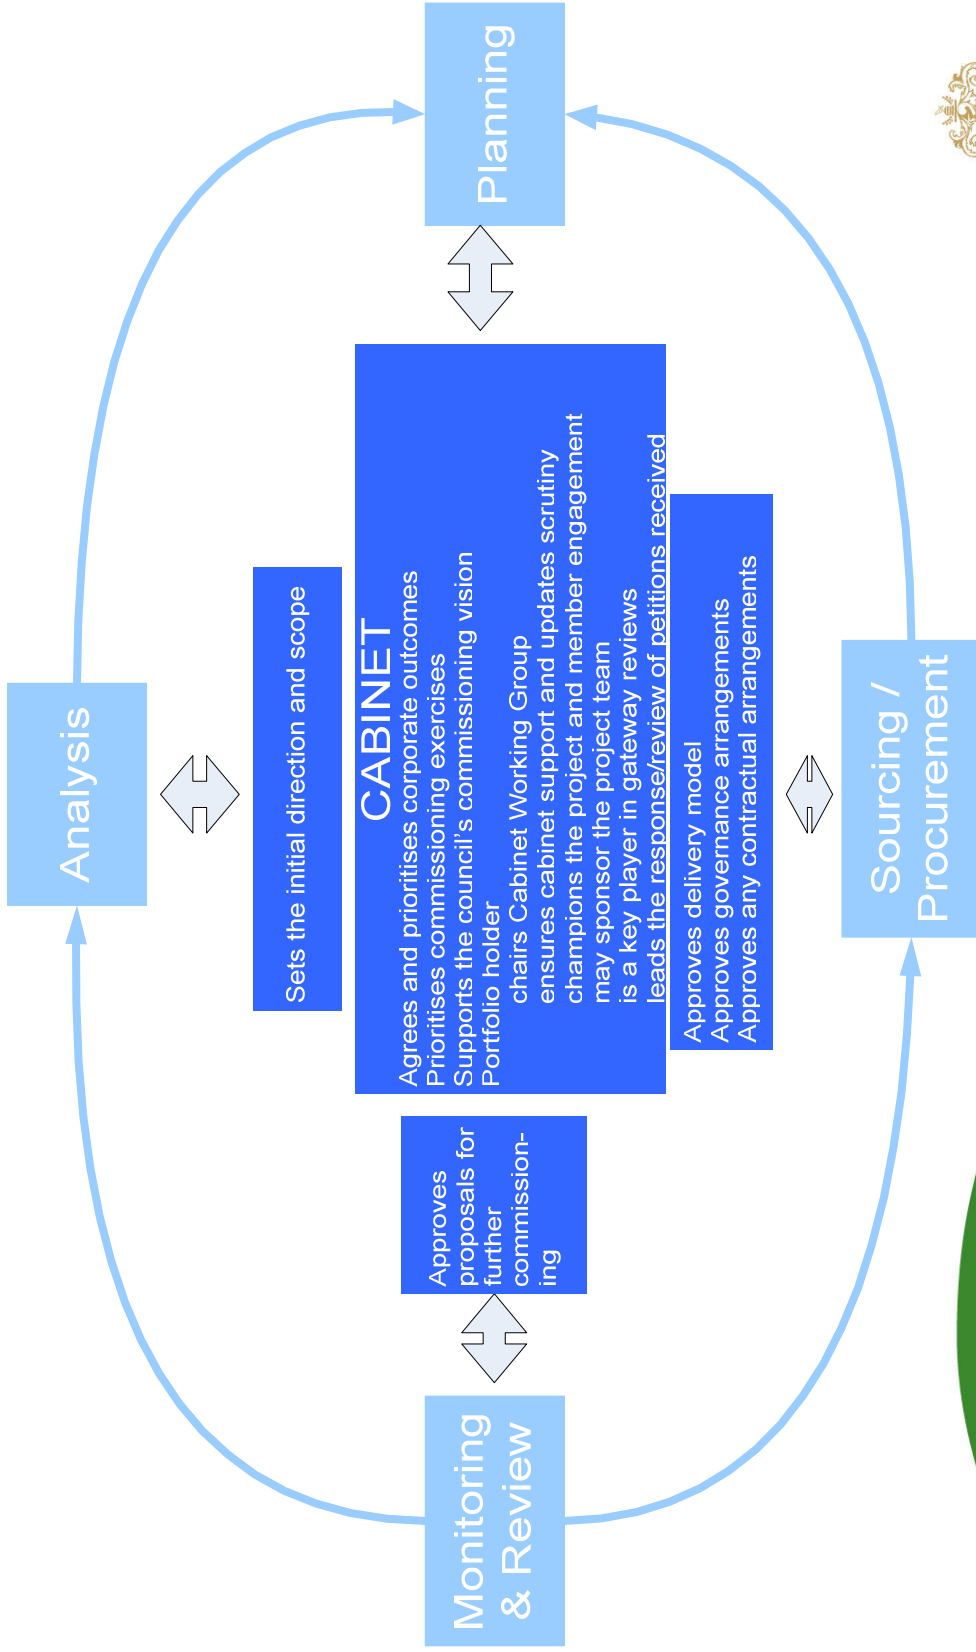 Analysis
Sets the initial direction and scope
Monitoring
& Review
Approves
proposals for
further
commission-
ing
CABINET
Agrees and prioritises corporate outcomes
Prioritises commissioning exercises
Supports the council's commissioning vision
Portfolio holder
chairs Cabinet Working Group
ensures cabinet support and updates scrutiny
champions the project and member engagement
may sponsor the project team
is a key player in gateway reviews
leads the response/review of petitions received
Planning
Approves delivery model
Approves governance arrangements
Approves any contractual arrangements
Sourcing /
Procurement